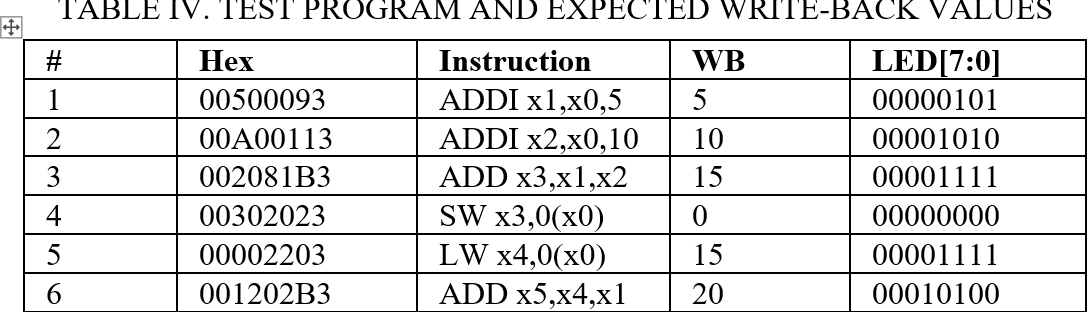 TABLE IV. TEST PROGRAM AND EXPECTED WRITE-BACK VALUES
# Hex Instruction WB LED[7:0]
1 00500093 ADDI x1,x0,5 5 00000101
2 00A00113 ADDI x2,x0,10 10 00001010
3 002081B3 ADD x3,x1,x2 15 00001111
4 00302023 SW x3,0(x0) 0 00000000
5 00002203 LW x4,0(x0) 15 00001111
6 001202B3 ADD x5,x4,x1 20 00010100